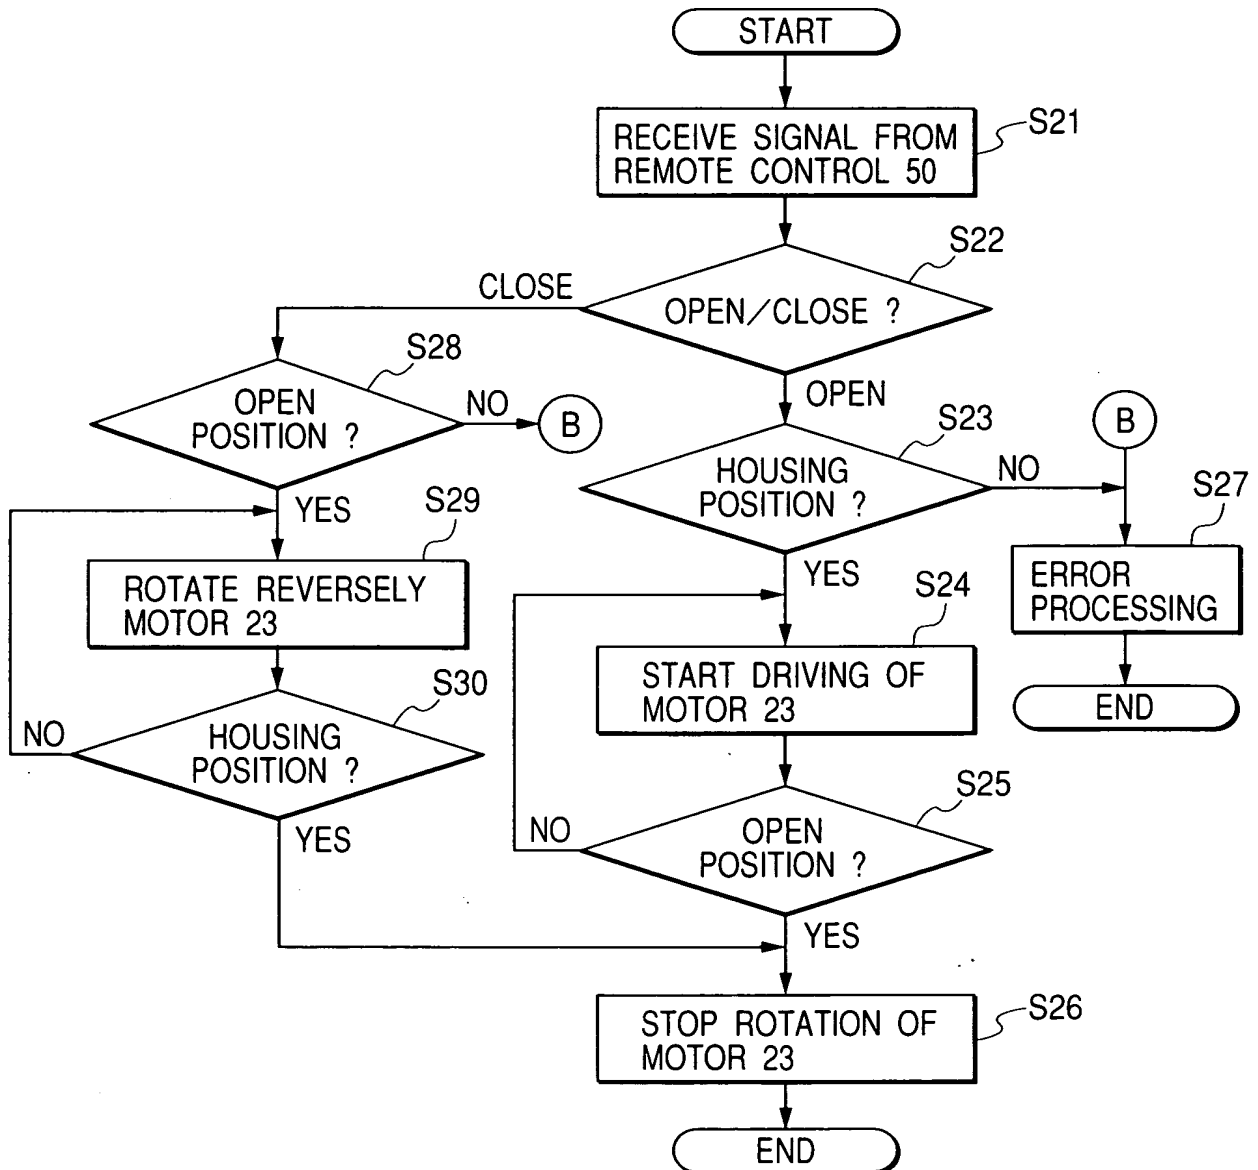 START
RECEIVE SIGNAL FROM
REMOTE CONTROL 50
S21
S22
OPEN/CLOSE ?
CLOSE
OPEN
S28
OPEN
POSITION ?
NO
B
YES
S23
HOUSING
POSITION ?
NO
B
YES
S27
ERROR
PROCESSING
END
S29
ROTATE REVERSELY
MOTOR 23
S24
START DRIVING OF
MOTOR 23
S30
HOUSING
POSITION ?
NO
YES
S25
OPEN
POSITION ?
NO
YES
S26
STOP ROTATION OF
MOTOR 23
END